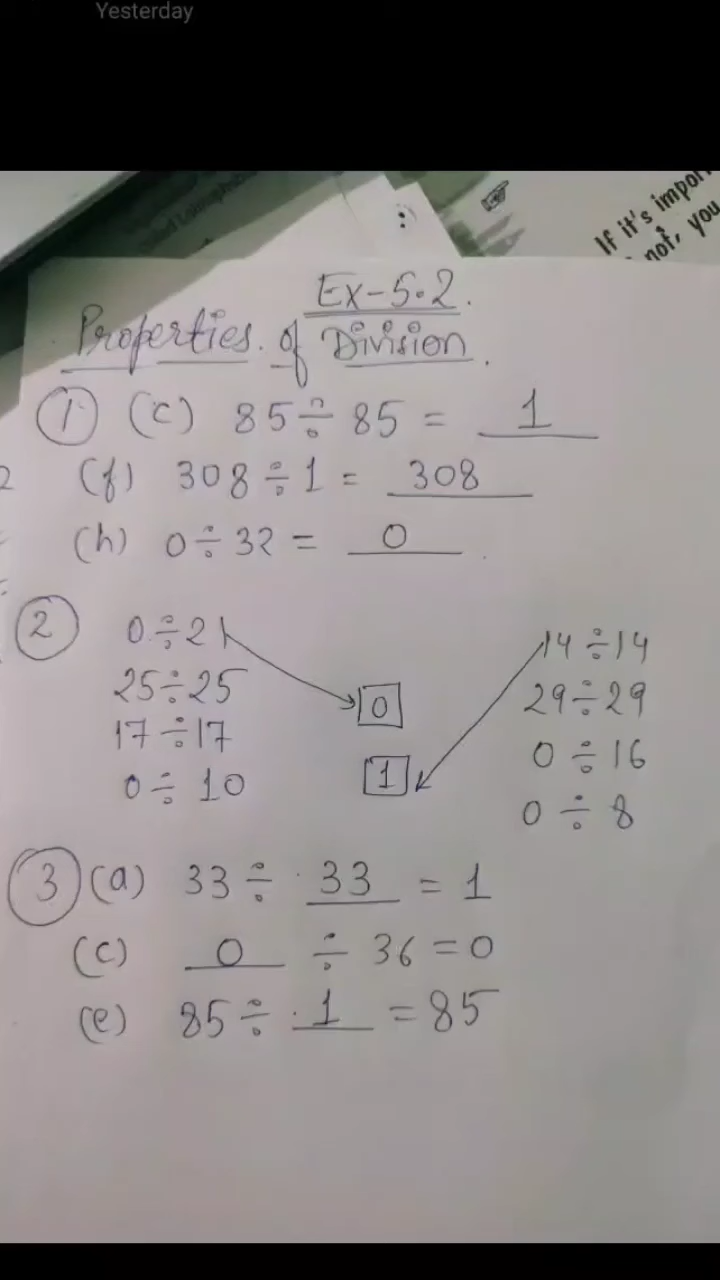 Yesterday
If it's
not, you
Ex-5.2.
Properties of Division.
① (c) 85 ÷ 85 = 1
(f) 308 ÷ 1 = 308
(h) 0 ÷ 32 = 0.
②
0 ÷ 21 14 ÷ 14
25 ÷ 25 0 29 ÷ 29
17 ÷ 17 1 0 ÷ 16
0 ÷ 10 0 ÷ 8
③ (a) 33 ÷ 33 = 1
(c) 0 ÷ 36 = 0
(e) 85 ÷ 1 = 85